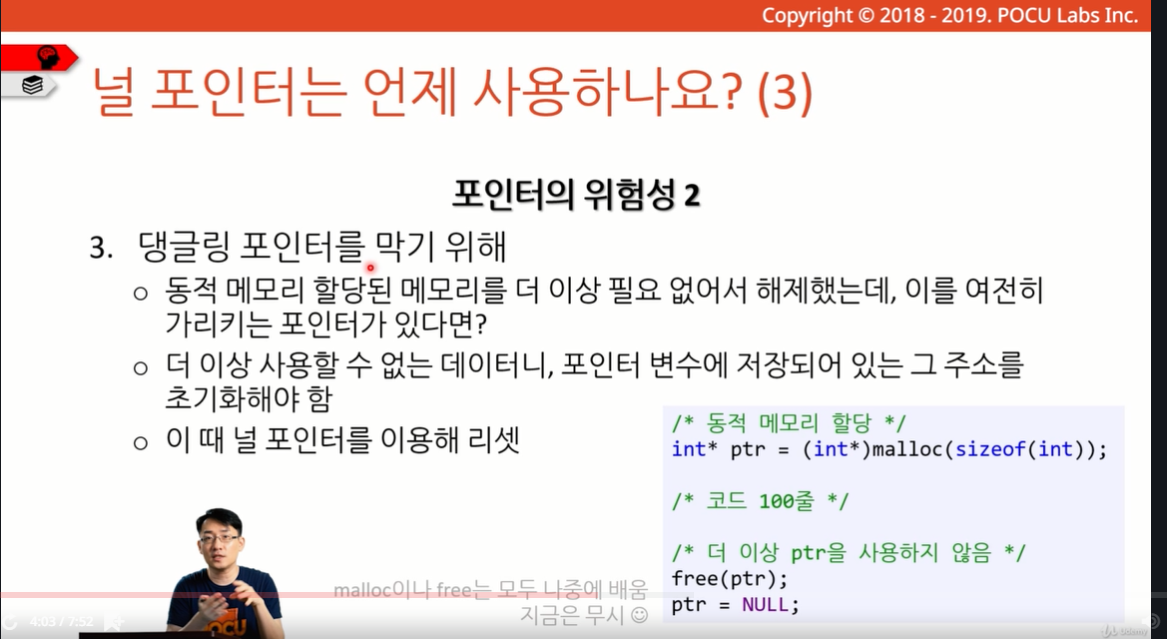 Copyright © 2018 - 2019. POCU Labs Inc.
널 포인터는 언제 사용하나요? (3)
포인터의 위험성 2
3. 댕글링 포인터를 막기 위해
○ 동적 메모리 할당된 메모리를 더 이상 필요 없어서 해제했는데, 이를 여전히
가리키는 포인터가 있다면?
○ 더 이상 사용할 수 없는 데이터니, 포인터 변수에 저장되어 있는 그 주소를
초기화해야 함
○ 이 때 널 포인터를 이용해 리셋
/* 동적 메모리 할당 */
int* ptr = (int*)malloc(sizeof(int));
/* 코드 100줄 */
/* 더 이상 ptr을 사용하지 않음 */
free(ptr);
ptr = NULL;
malloc이나 free는 모두 나중에 배움
지금은 무시 ☺
POCU
4:03 / 7:52
Udemy